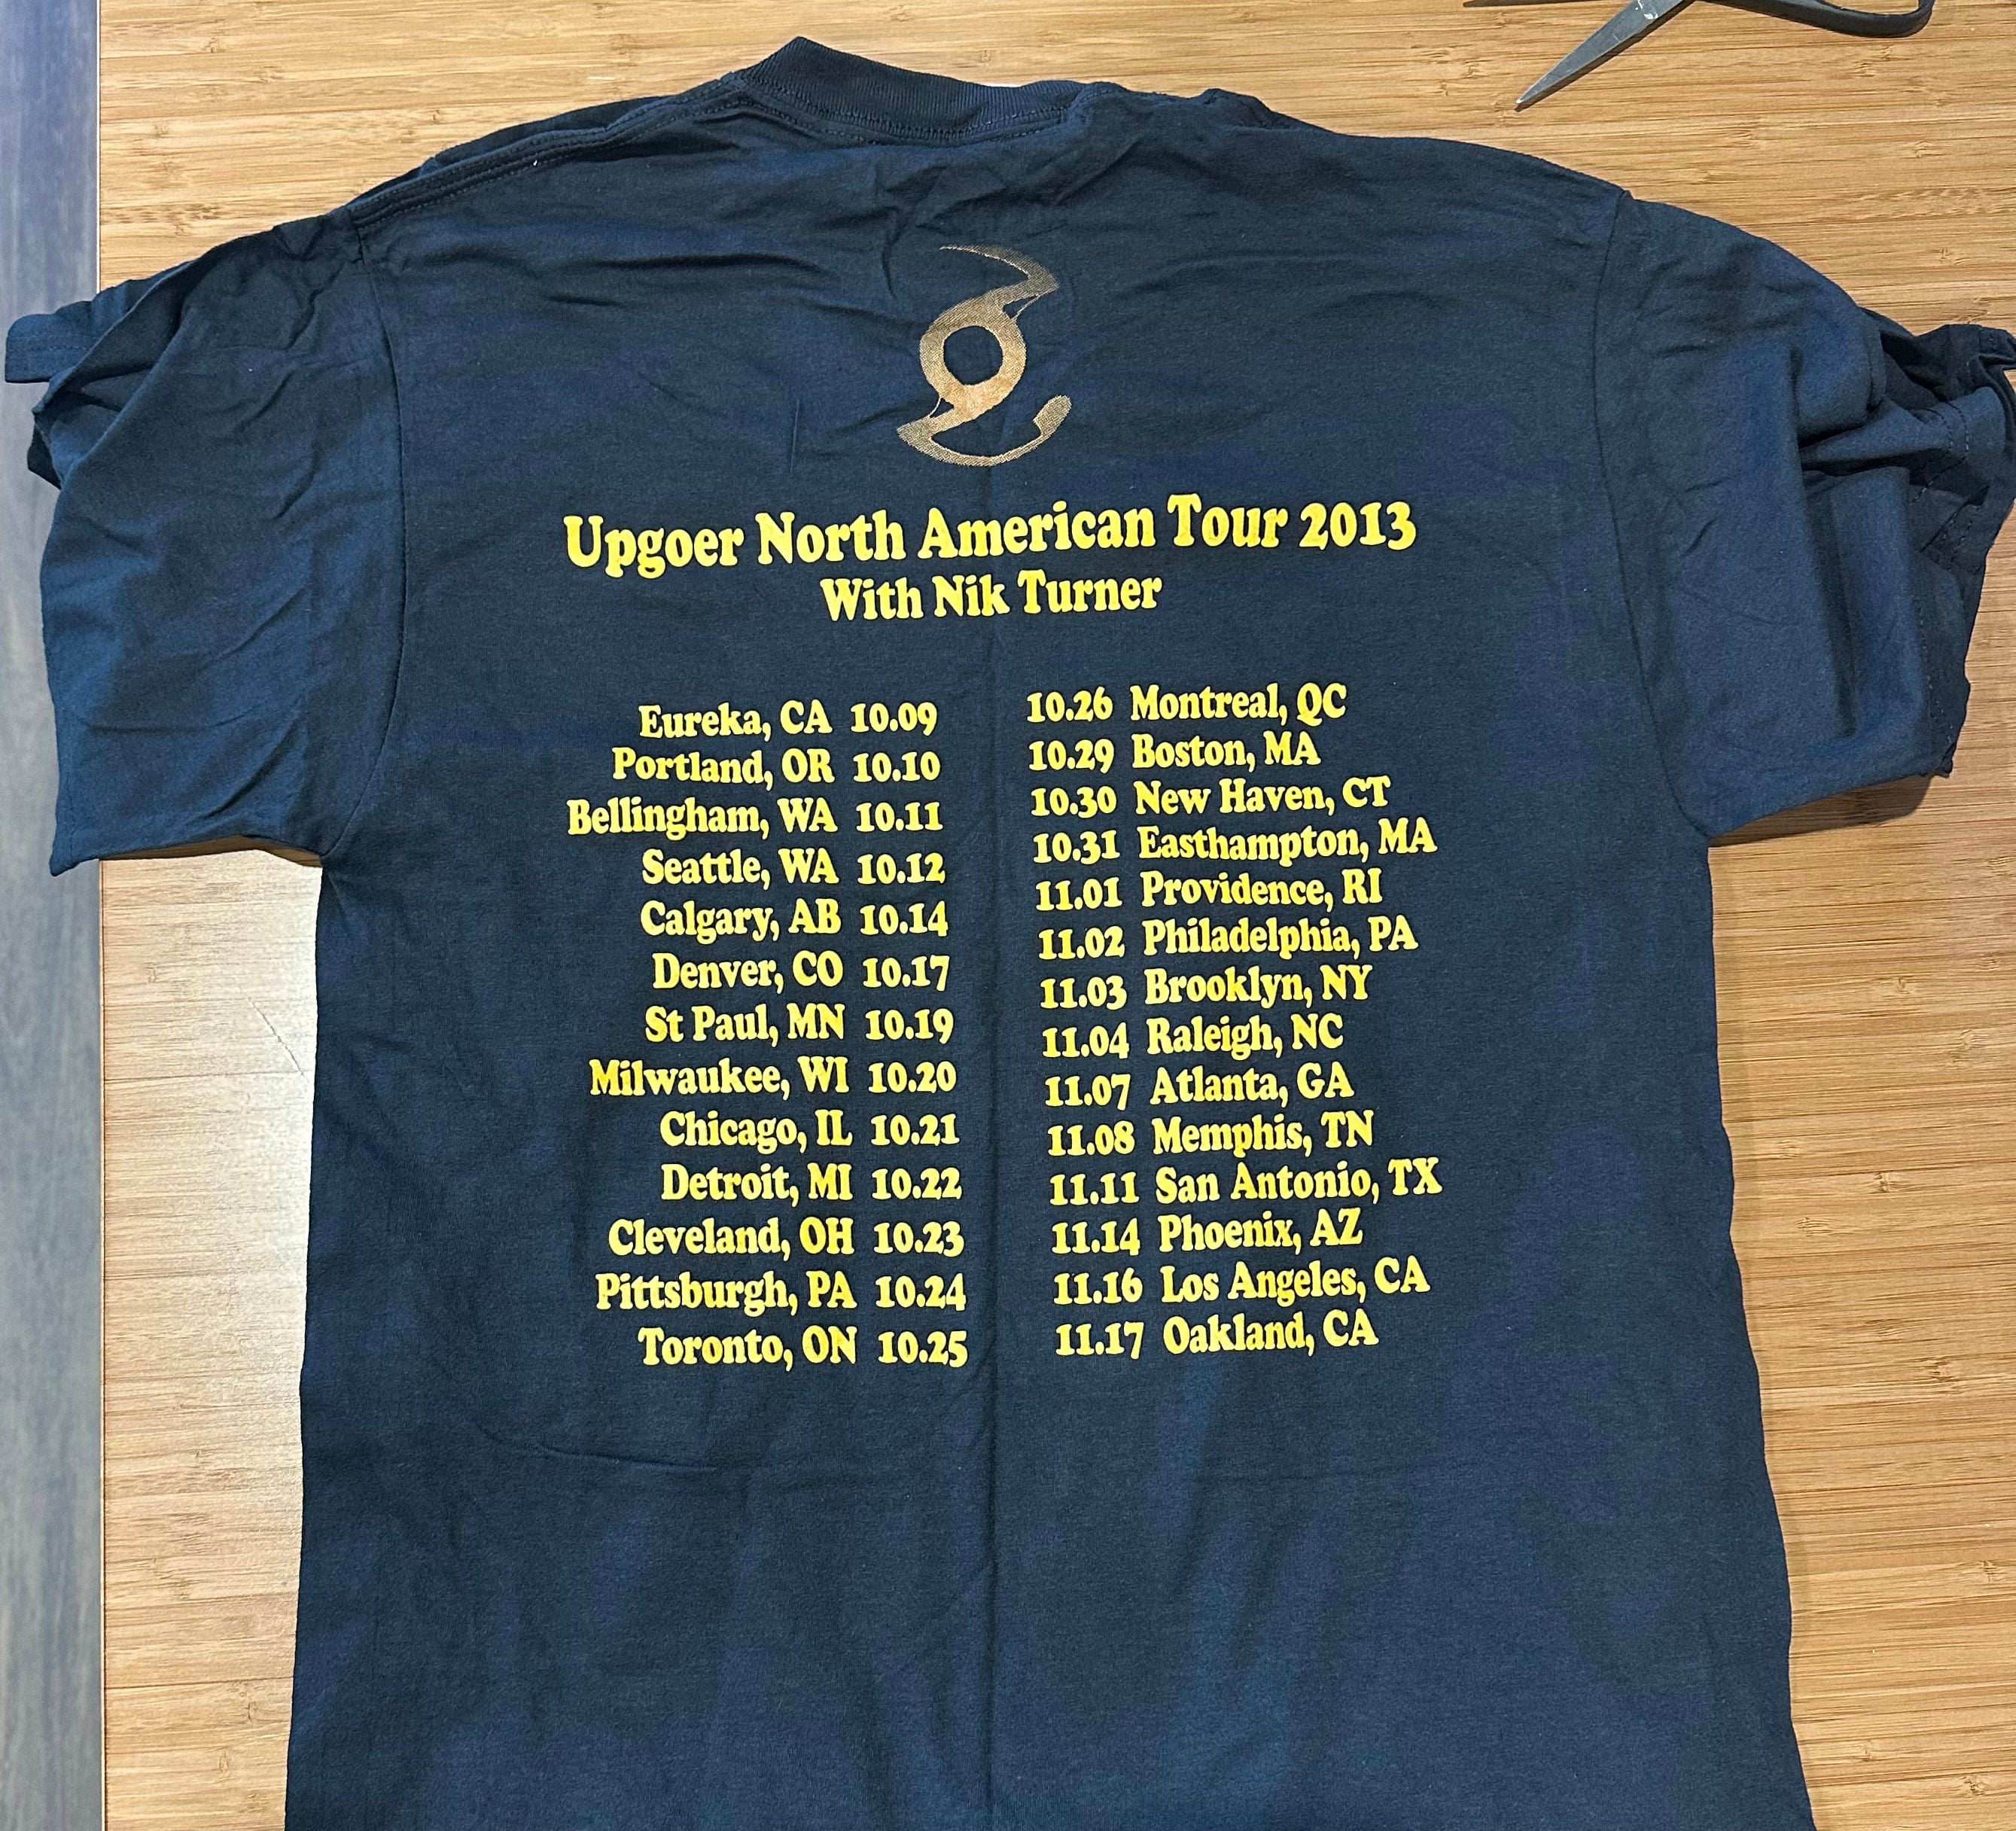 Upgoer North American Tour 2013
With Nik Turner
Eureka, CA 10.09
Portland, OR 10.10
Bellingham, WA 10.11
Seattle, WA 10.12
Calgary, AB 10.14
Denver, CO 10.17
St Paul, MN 10.19
Milwaukee, WI 10.20
Chicago, IL 10.21
Detroit, MI 10.22
Cleveland, OH 10.23
Pittsburgh, PA 10.24
Toronto, ON 10.25
10.26 Montreal, QC
10.29 Boston, MA
10.30 New Haven, CT
10.31 Easthampton, MA
11.01 Providence, RI
11.02 Philadelphia, PA
11.03 Brooklyn, NY
11.04 Raleigh, NC
11.07 Atlanta, GA
11.08 Memphis, TN
11.11 San Antonio, TX
11.14 Phoenix, AZ
11.16 Los Angeles, CA
11.17 Oakland, CA